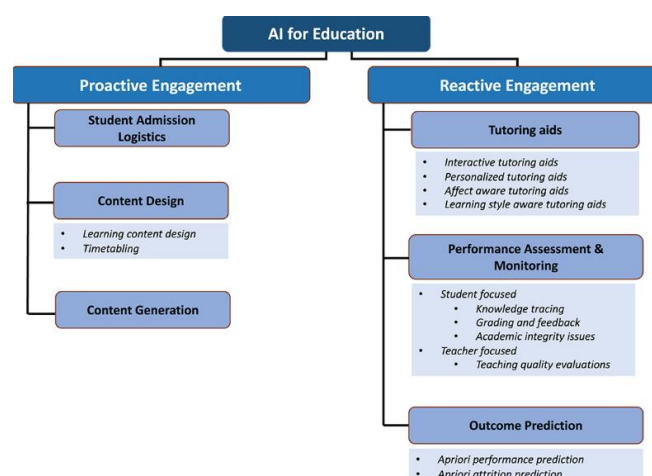 AI for Education
Proactive Engagement
Student Admission
Logistics
Content Design
• Learning content design
• Timetabling
Content Generation
Reactive Engagement
Tutoring aids
• Interactive tutoring aids
• Personalized tutoring aids
• Affect aware tutoring aids
• Learning style aware tutoring aids
Performance Assessment &
Monitoring
• Student focused
• Knowledge tracing
• Grading and feedback
• Academic integrity issues
• Teacher focused
• Teaching quality evaluations
Outcome Prediction
• Apriori performance prediction
• Apriori attrition prediction